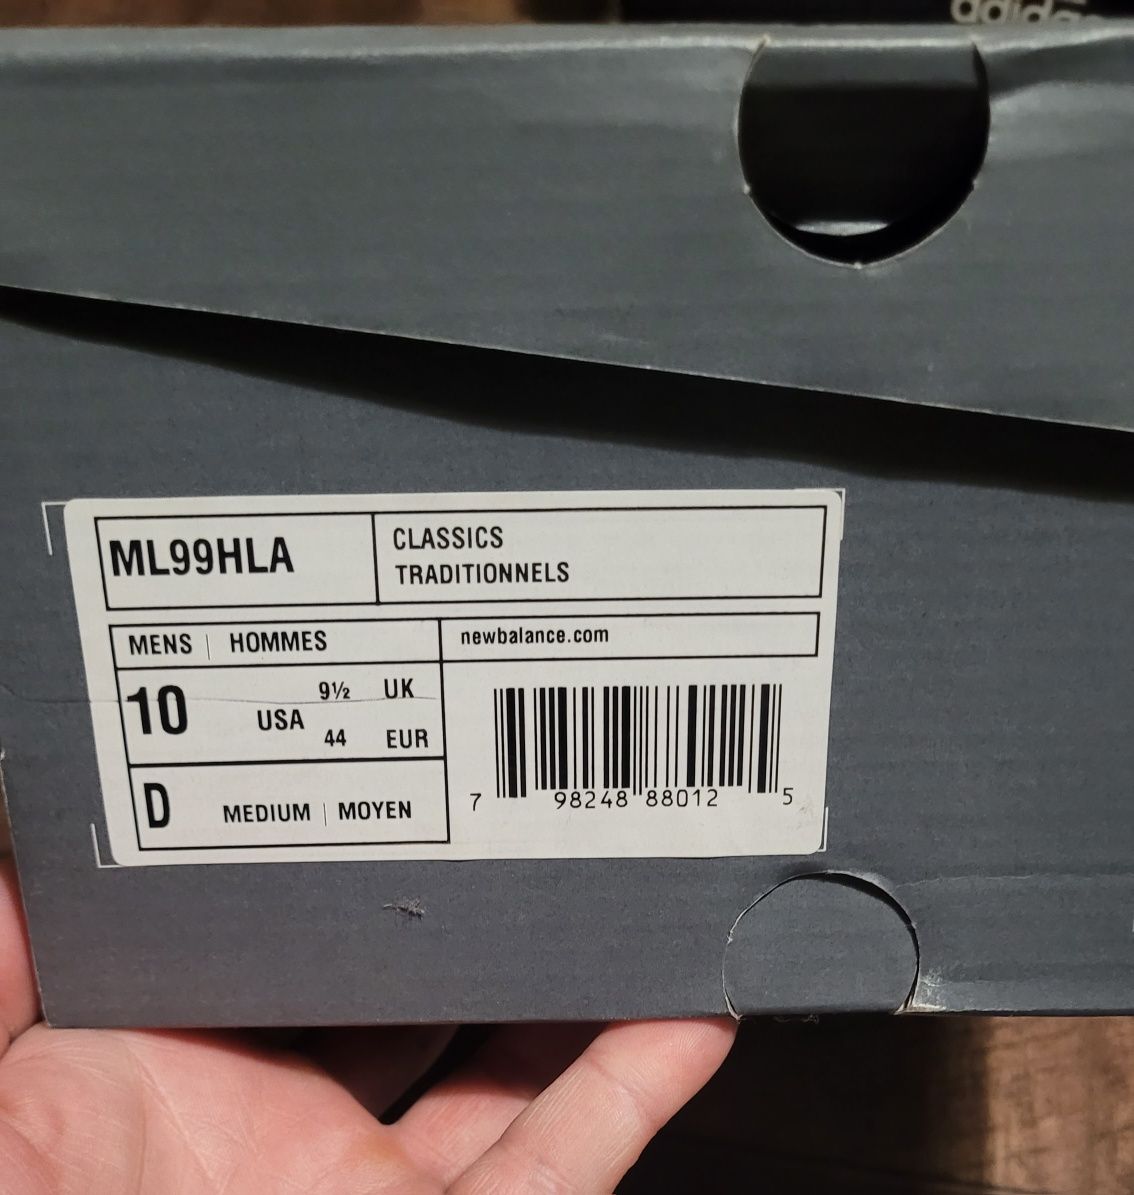 adidas
ML99HLA
CLASSICS
TRADITIONNELS
MENS | HOMMES
newbalance.com
10 USA 9½ UK
44 EUR
D MEDIUM | MOYEN
7 98248 88012 5